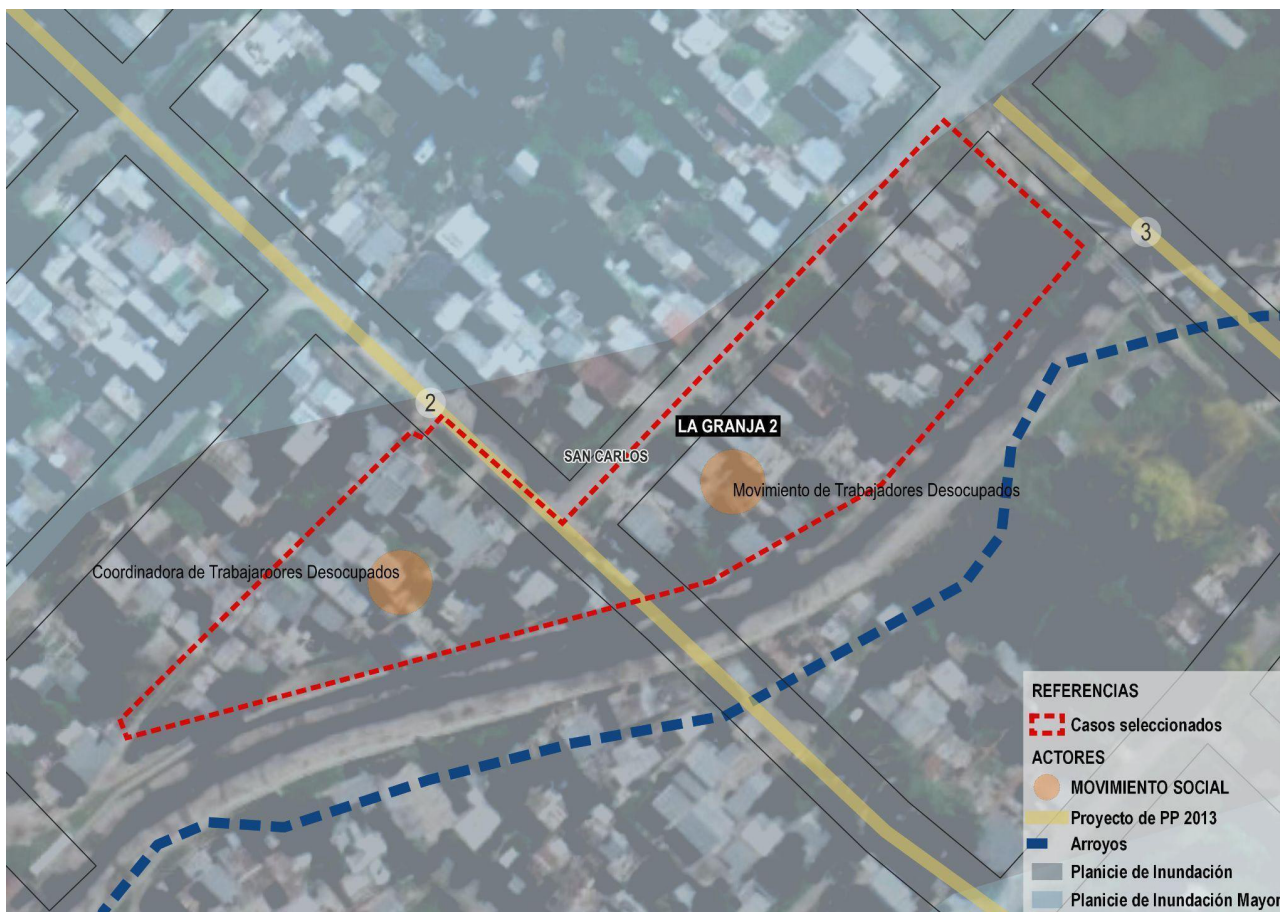 3
2
LA GRANJA 2
SAN CARLOS
Movimiento de Trabajadores Desocupados
Coordinadora de Trabajaroores Desocupados
REFERENCIAS
Casos seleccionados
ACTORES
MOVIMIENTO SOCIAL
Proyecto de PP 2013
Arroyos
Planicie de Inundación
Planicie de Inundación Mayor